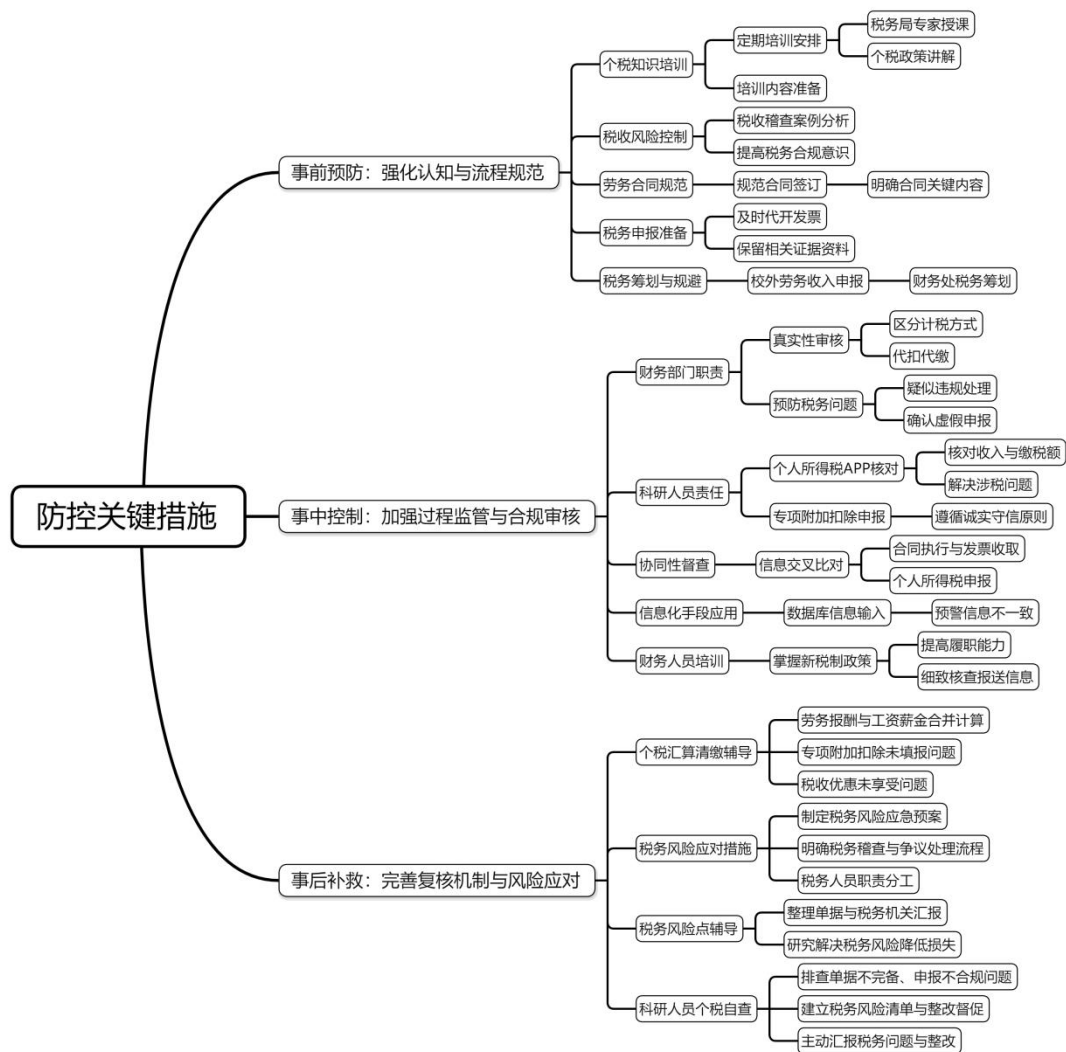 防控关键措施
事前预防：强化认知与流程规范
个税知识培训
定期培训安排
税务局专家授课
个税政策讲解
培训内容准备
税收风险控制
税收稽查案例分析
提高税务合规意识
劳务合同规范
规范合同签订
明确合同关键内容
税务申报准备
及时代开发票
保留相关证据资料
税务筹划与规避
校外劳务收入申报
财务处税务筹划
事中控制：加强过程监管与合规审核
财务部门职责
真实性审核
区分计税方式
代扣代缴
预防税务问题
疑似违规处理
确认虚假申报
科研人员责任
个人所得税APP核对
核对收入与缴税额
解决涉税问题
专项附加扣除申报
遵循诚实守信原则
协同性督查
信息交叉比对
合同执行与发票收取
个人所得税申报
信息化手段应用
数据库信息输入
预警信息不一致
财务人员培训
掌握新税制政策
提高履职能力
细致核查报送信息
事后补救：完善复核机制与风险应对
个税汇算清缴辅导
劳务报酬与工资薪金合并计算
专项附加扣除未填报问题
税收优惠未享受问题
税务风险应对措施
制定税务风险应急预案
明确税务稽查与争议处理流程
税务人员职责分工
税务风险点辅导
整理单据与税务机关汇报
研究解决税务风险降低损失
科研人员个税自查
排查单据不完备、申报不合规问题
建立税务风险清单与整改督促
主动汇报税务问题与整改